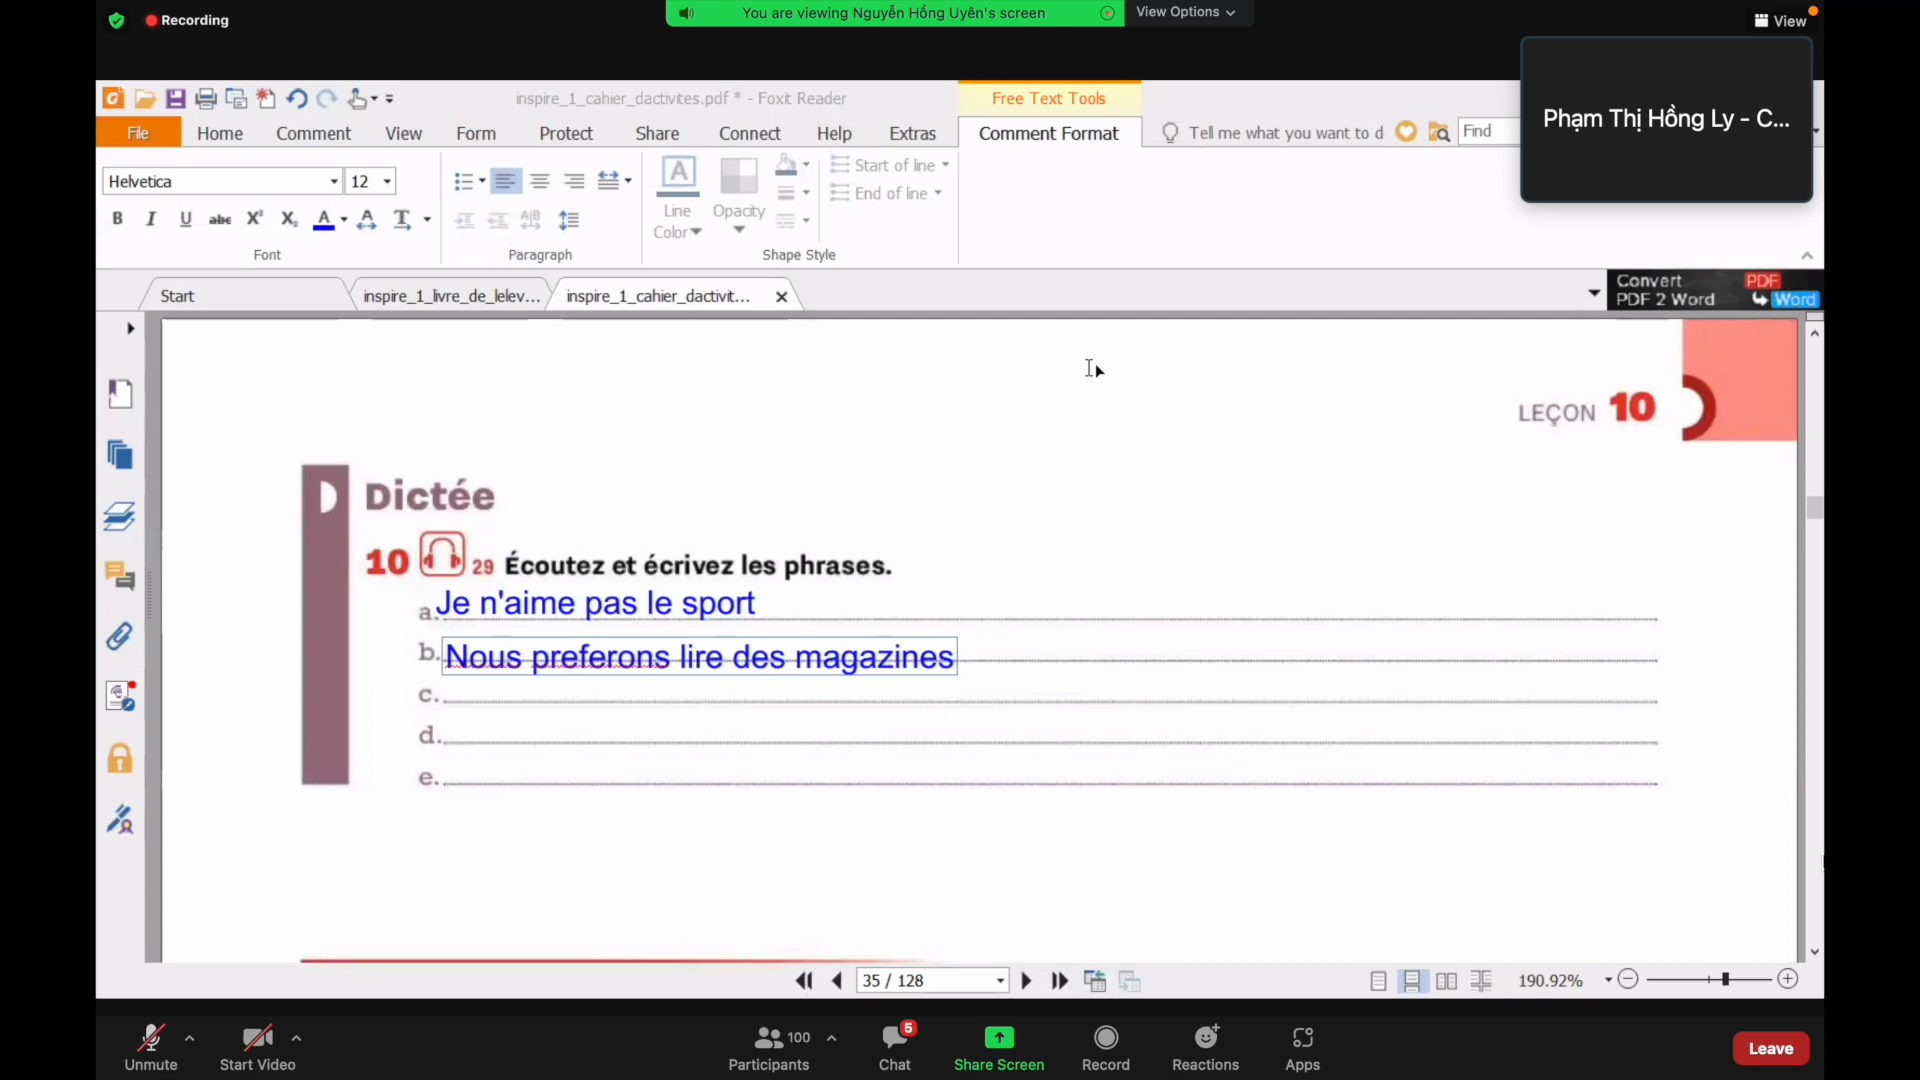 Recording
You are viewing Nguyễn Hồng Uyên's screen
View Options
View
Phạm Thị Hồng Ly - C...
inspire_1_cahier_dactivites.pdf * - Foxit Reader
Free Text Tools
File
Home
Comment
View
Form
Protect
Share
Connect
Help
Extras
Comment Format
Tell me what you want to d
Find
Helvetica
12
Start of line
End of line
Line
Color
Opacity
Font
Paragraph
Shape Style
Start
inspire_1_livre_de_lelev...
inspire_1_cahier_dactivit...
Convert PDF
PDF 2 Word Word
LEÇON 10
Dictée
10 29 Écoutez et écrivez les phrases.
a. Je n'aime pas le sport
b. Nous preferons lire des magazines
c.
d.
e.
35 / 128
190.92%
Unmute
Start Video
100
Participants
5
Chat
Share Screen
Record
Reactions
Apps
Leave